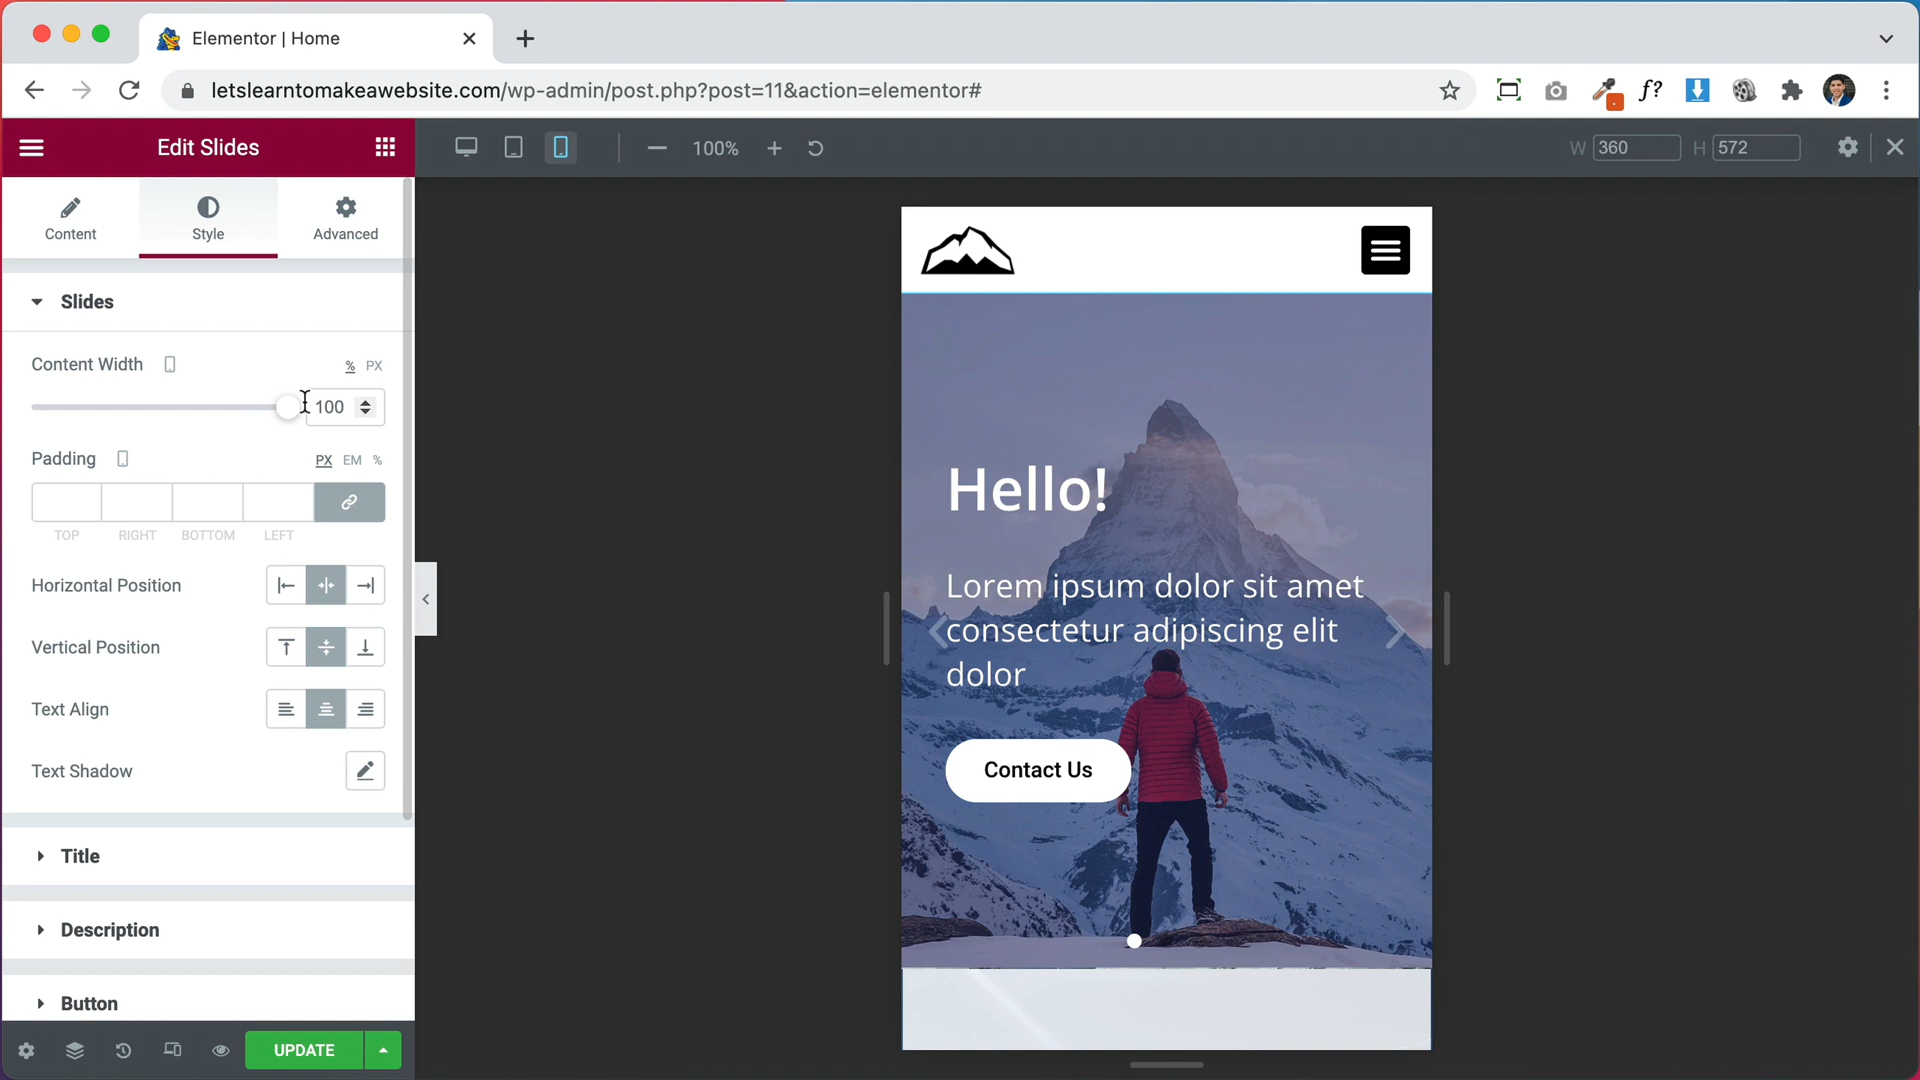 Elementor | Home
letslearntomakeawebsite.com/wp-admin/post.php?post=11&action=elementor#
f?
Edit Slides
100%
W 360 H 572
Content
Style
Advanced
Slides
Content Width
% PX
100
Padding
PX EM %
TOP RIGHT BOTTOM LEFT
Horizontal Position
Vertical Position
Text Align
Text Shadow
Title
Description
Button
UPDATE
Hello!
Lorem ipsum dolor sit amet
consectetur adipiscing elit
dolor
Contact Us